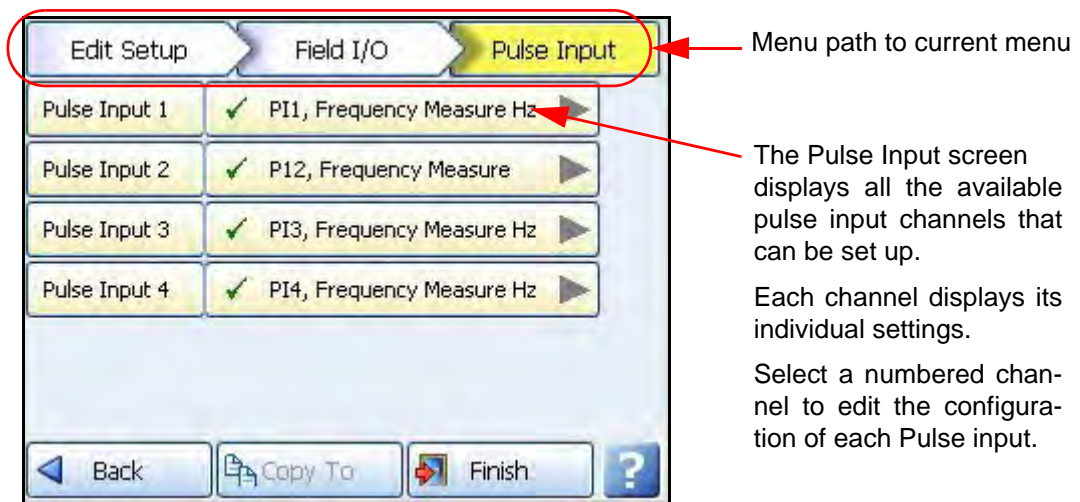 Edit Setup Field I/O Pulse Input
Menu path to current menu
Pulse Input 1 PI1, Frequency Measure Hz
Pulse Input 2 P12, Frequency Measure
Pulse Input 3 PI3, Frequency Measure Hz
Pulse Input 4 PI4, Frequency Measure Hz
Back Copy To Finish ?
The Pulse Input screen
displays all the available
pulse input channels that
can be set up.
Each channel displays its
individual settings.
Select a numbered chan-
nel to edit the configura-
tion of each Pulse input.